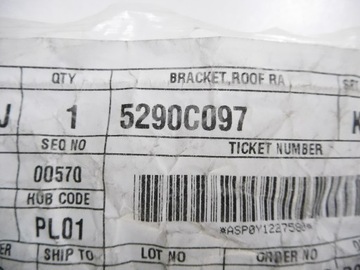 QTY BRACKET,ROOF RA
J 1 5290C097 K
SEQ NO TICKET NUMBER
00570
HUB CODE
PL01
SHIP TO LOT NO ORDER NO